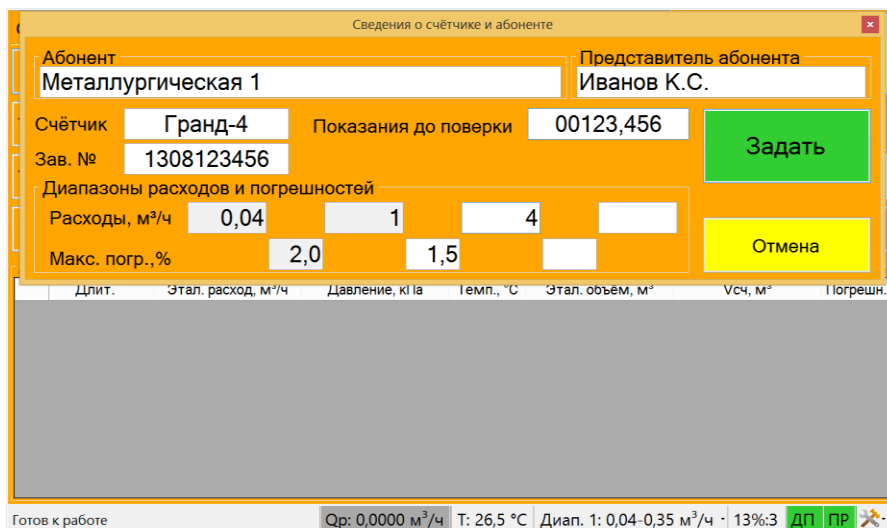 Сведения о счётчике и абоненте
Абонент
Представитель абонента
Металлургическая 1
Иванов К.С.
Счётчик
Гранд-4
Показания до поверки
00123,456
Задать
Зав. №
1308123456
Диапазоны расходов и погрешностей
Расходы, м³/ч
0,04
1
4
Отмена
Макс. погр.,%
2,0
1,5
Длит.
Этал. расход, м³/ч
Давление, кПа
Темп., °С
Этал. объём, м³
Vсч, м³
Погрешн.
Готов к работе
Qр: 0,0000 м³/ч
Т: 26,5 °С
Диап. 1: 0,04-0,35 м³/ч
13%:3
ДП
ПР